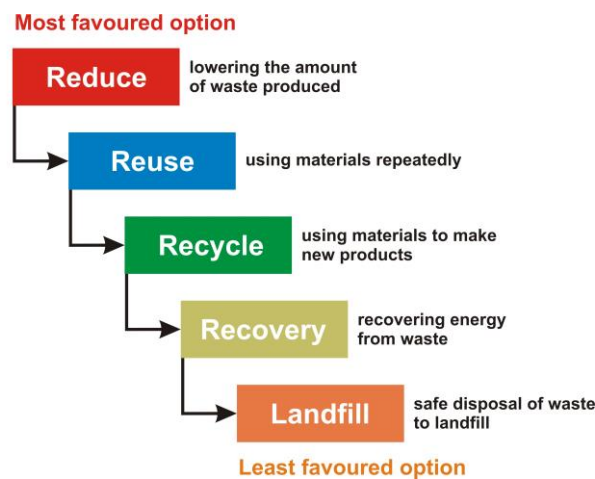 Most favoured option
Reduce
lowering the amount
of waste produced
Reuse
using materials repeatedly
Recycle
using materials to make
new products
Recovery
recovering energy
from waste
Landfill
safe disposal of waste
to landfill
Least favoured option